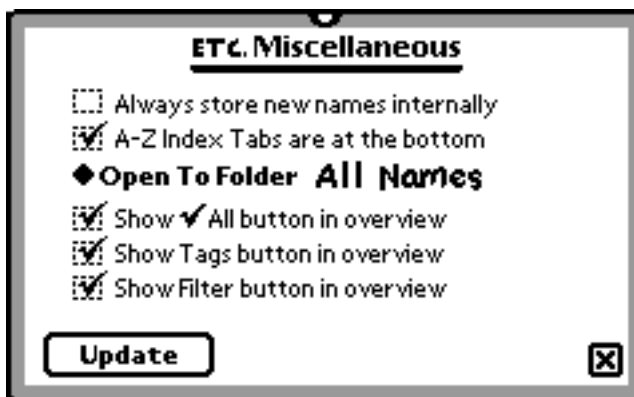 ETC. Miscellaneous
Always store new names internally
A-Z Index Tabs are at the bottom
◆Open To Folder All Names
Show ✔All button in overview
Show Tags button in overview
Show Filter button in overview
Update